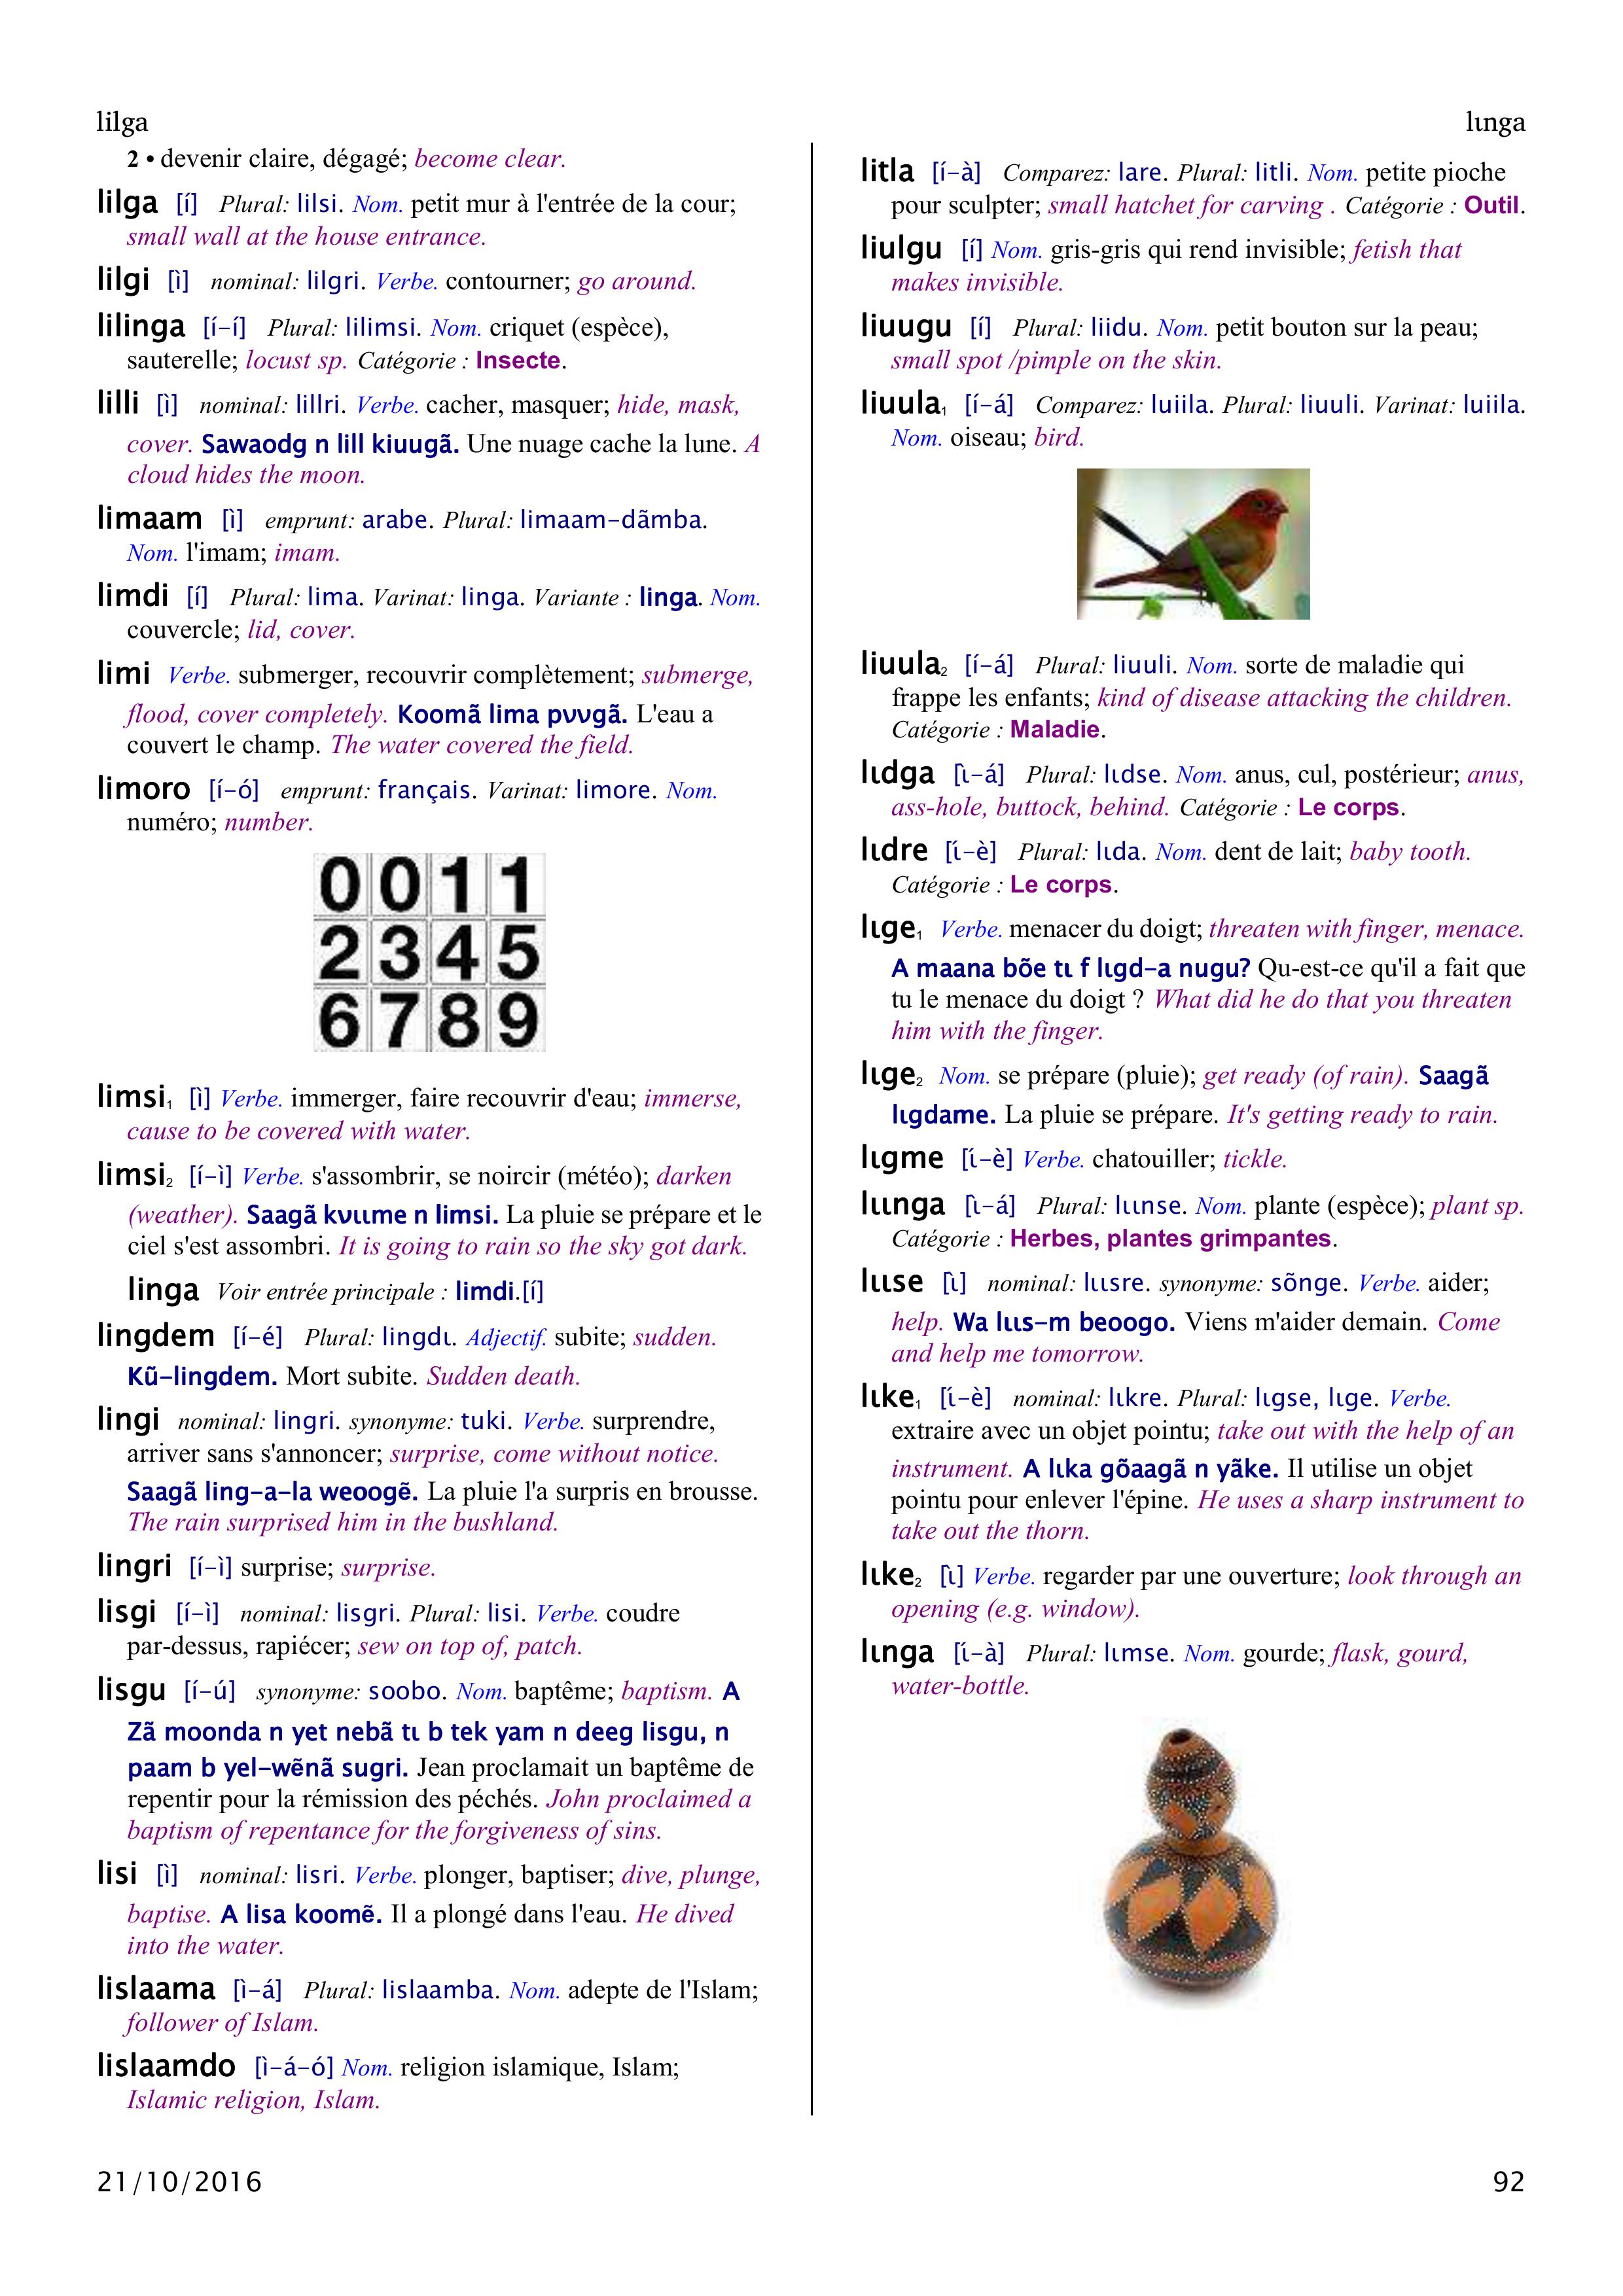 lilga
lɩnga
2 • devenir claire, dégagé; become clear.
lilga [í] Plural: lilsi. Nom. petit mur à l'entrée de la cour;
small wall at the house entrance.
lilgi [ì] nominal: lilgri. Verbe. contourner; go around.
lilinga [í-í] Plural: lilimsi. Nom. criquet (espèce),
sauterelle; locust sp. Catégorie : Insecte.
lilli [ì] nominal: lillri. Verbe. cacher, masquer; hide, mask,
cover. Sawaodg n lill kiuugã. Une nuage cache la lune. A
cloud hides the moon.
limaam [ì] emprunt: arabe. Plural: limaam-dãmba.
Nom. l'imam; imam.
limdi [í] Plural: lima. Varinat: linga. Variante : linga. Nom.
couvercle; lid, cover.
limi Verbe. submerger, recouvrir complètement; submerge,
flood, cover completely. Koomã lima pʋʋgã. L'eau a
couvert le champ. The water covered the field.
limoro [í-ó] emprunt: français. Varinat: limore. Nom.
numéro; number.
0 0 1 1
2 3 4 5
6 7 8 9
limsi1 [ì] Verbe. immerger, faire recouvrir d'eau; immerse,
cause to be covered with water.
limsi2 [í-ì] Verbe. s'assombrir, se noircir (météo); darken
(weather). Saagã kʋɩɩme n limsi. La pluie se prépare et le
ciel s'est assombri. It is going to rain so the sky got dark.
linga Voir entrée principale : limdi.[í]
lingdem [í-é] Plural: lingdɩ. Adjectif. subite; sudden.
Kũ-lingdem. Mort subite. Sudden death.
lingi nominal: lingri. synonyme: tuki. Verbe. surprendre,
arriver sans s'annoncer; surprise, come without notice.
Saagã ling-a-la weoogẽ. La pluie l'a surpris en brousse.
The rain surprised him in the bushland.
lingri [í-ì] surprise; surprise.
lisgi [í-ì] nominal: lisgri. Plural: lisi. Verbe. coudre
par-dessus, rapiécer; sew on top of, patch.
lisgu [í-ú] synonyme: soobo. Nom. baptême; baptism. A
Zã moonda n yet nebã tɩ b tek yam n deeg lisgu, n
paam b yel-wẽnã sugri. Jean proclamait un baptême de
repentir pour la rémission des péchés. John proclaimed a
baptism of repentance for the forgiveness of sins.
lisi [ì] nominal: lisri. Verbe. plonger, baptiser; dive, plunge,
baptise. A lisa koomẽ. Il a plongé dans l'eau. He dived
into the water.
lislaama [ì-á] Plural: lislaamba. Nom. adepte de l'Islam;
follower of Islam.
lislaamdo [ì-á-ó] Nom. religion islamique, Islam;
Islamic religion, Islam.
litla [í-à] Comparez: lare. Plural: litli. Nom. petite pioche
pour sculpter; small hatchet for carving . Catégorie : Outil.
liulgu [í] Nom. gris-gris qui rend invisible; fetish that
makes invisible.
liuugu [í] Plural: liidu. Nom. petit bouton sur la peau;
small spot /pimple on the skin.
liuula1 [í-á] Comparez: luiila. Plural: liuuli. Varinat: luiila.
Nom. oiseau; bird.
liuula2 [í-á] Plural: liuuli. Nom. sorte de maladie qui
frappe les enfants; kind of disease attacking the children.
Catégorie : Maladie.
lɩdga [ɩ̀-á] Plural: lɩdse. Nom. anus, cul, postérieur; anus,
ass-hole, buttock, behind. Catégorie : Le corps.
lɩdre [ɩ́-è] Plural: lɩda. Nom. dent de lait; baby tooth.
Catégorie : Le corps.
lɩge1 Verbe. menacer du doigt; threaten with finger, menace.
A maana bõe tɩ f lɩgd-a nugu? Qu-est-ce qu'il a fait que
tu le menace du doigt ? What did he do that you threaten
him with the finger.
lɩge2 Nom. se prépare (pluie); get ready (of rain). Saagã
lɩgdame. La pluie se prépare. It's getting ready to rain.
lɩgme [ɩ́-è] Verbe. chatouiller; tickle.
lɩɩnga [ɩ̀-á] Plural: lɩɩnse. Nom. plante (espèce); plant sp.
Catégorie : Herbes, plantes grimpantes.
lɩɩse [ɩ̀] nominal: lɩɩsre. synonyme: sõnge. Verbe. aider;
help. Wa lɩɩs-m beoogo. Viens m'aider demain. Come
and help me tomorrow.
lɩke1 [ɩ́-è] nominal: lɩkre. Plural: lɩgse, lɩge. Verbe.
extraire avec un objet pointu; take out with the help of an
instrument. A lɩka gõaagã n yãke. Il utilise un objet
pointu pour enlever l'épine. He uses a sharp instrument to
take out the thorn.
lɩke2 [ɩ̀] Verbe. regarder par une ouverture; look through an
opening (e.g. window).
lɩnga [ɩ́-à] Plural: lɩmse. Nom. gourde; flask, gourd,
water-bottle.
21/10/2016
92